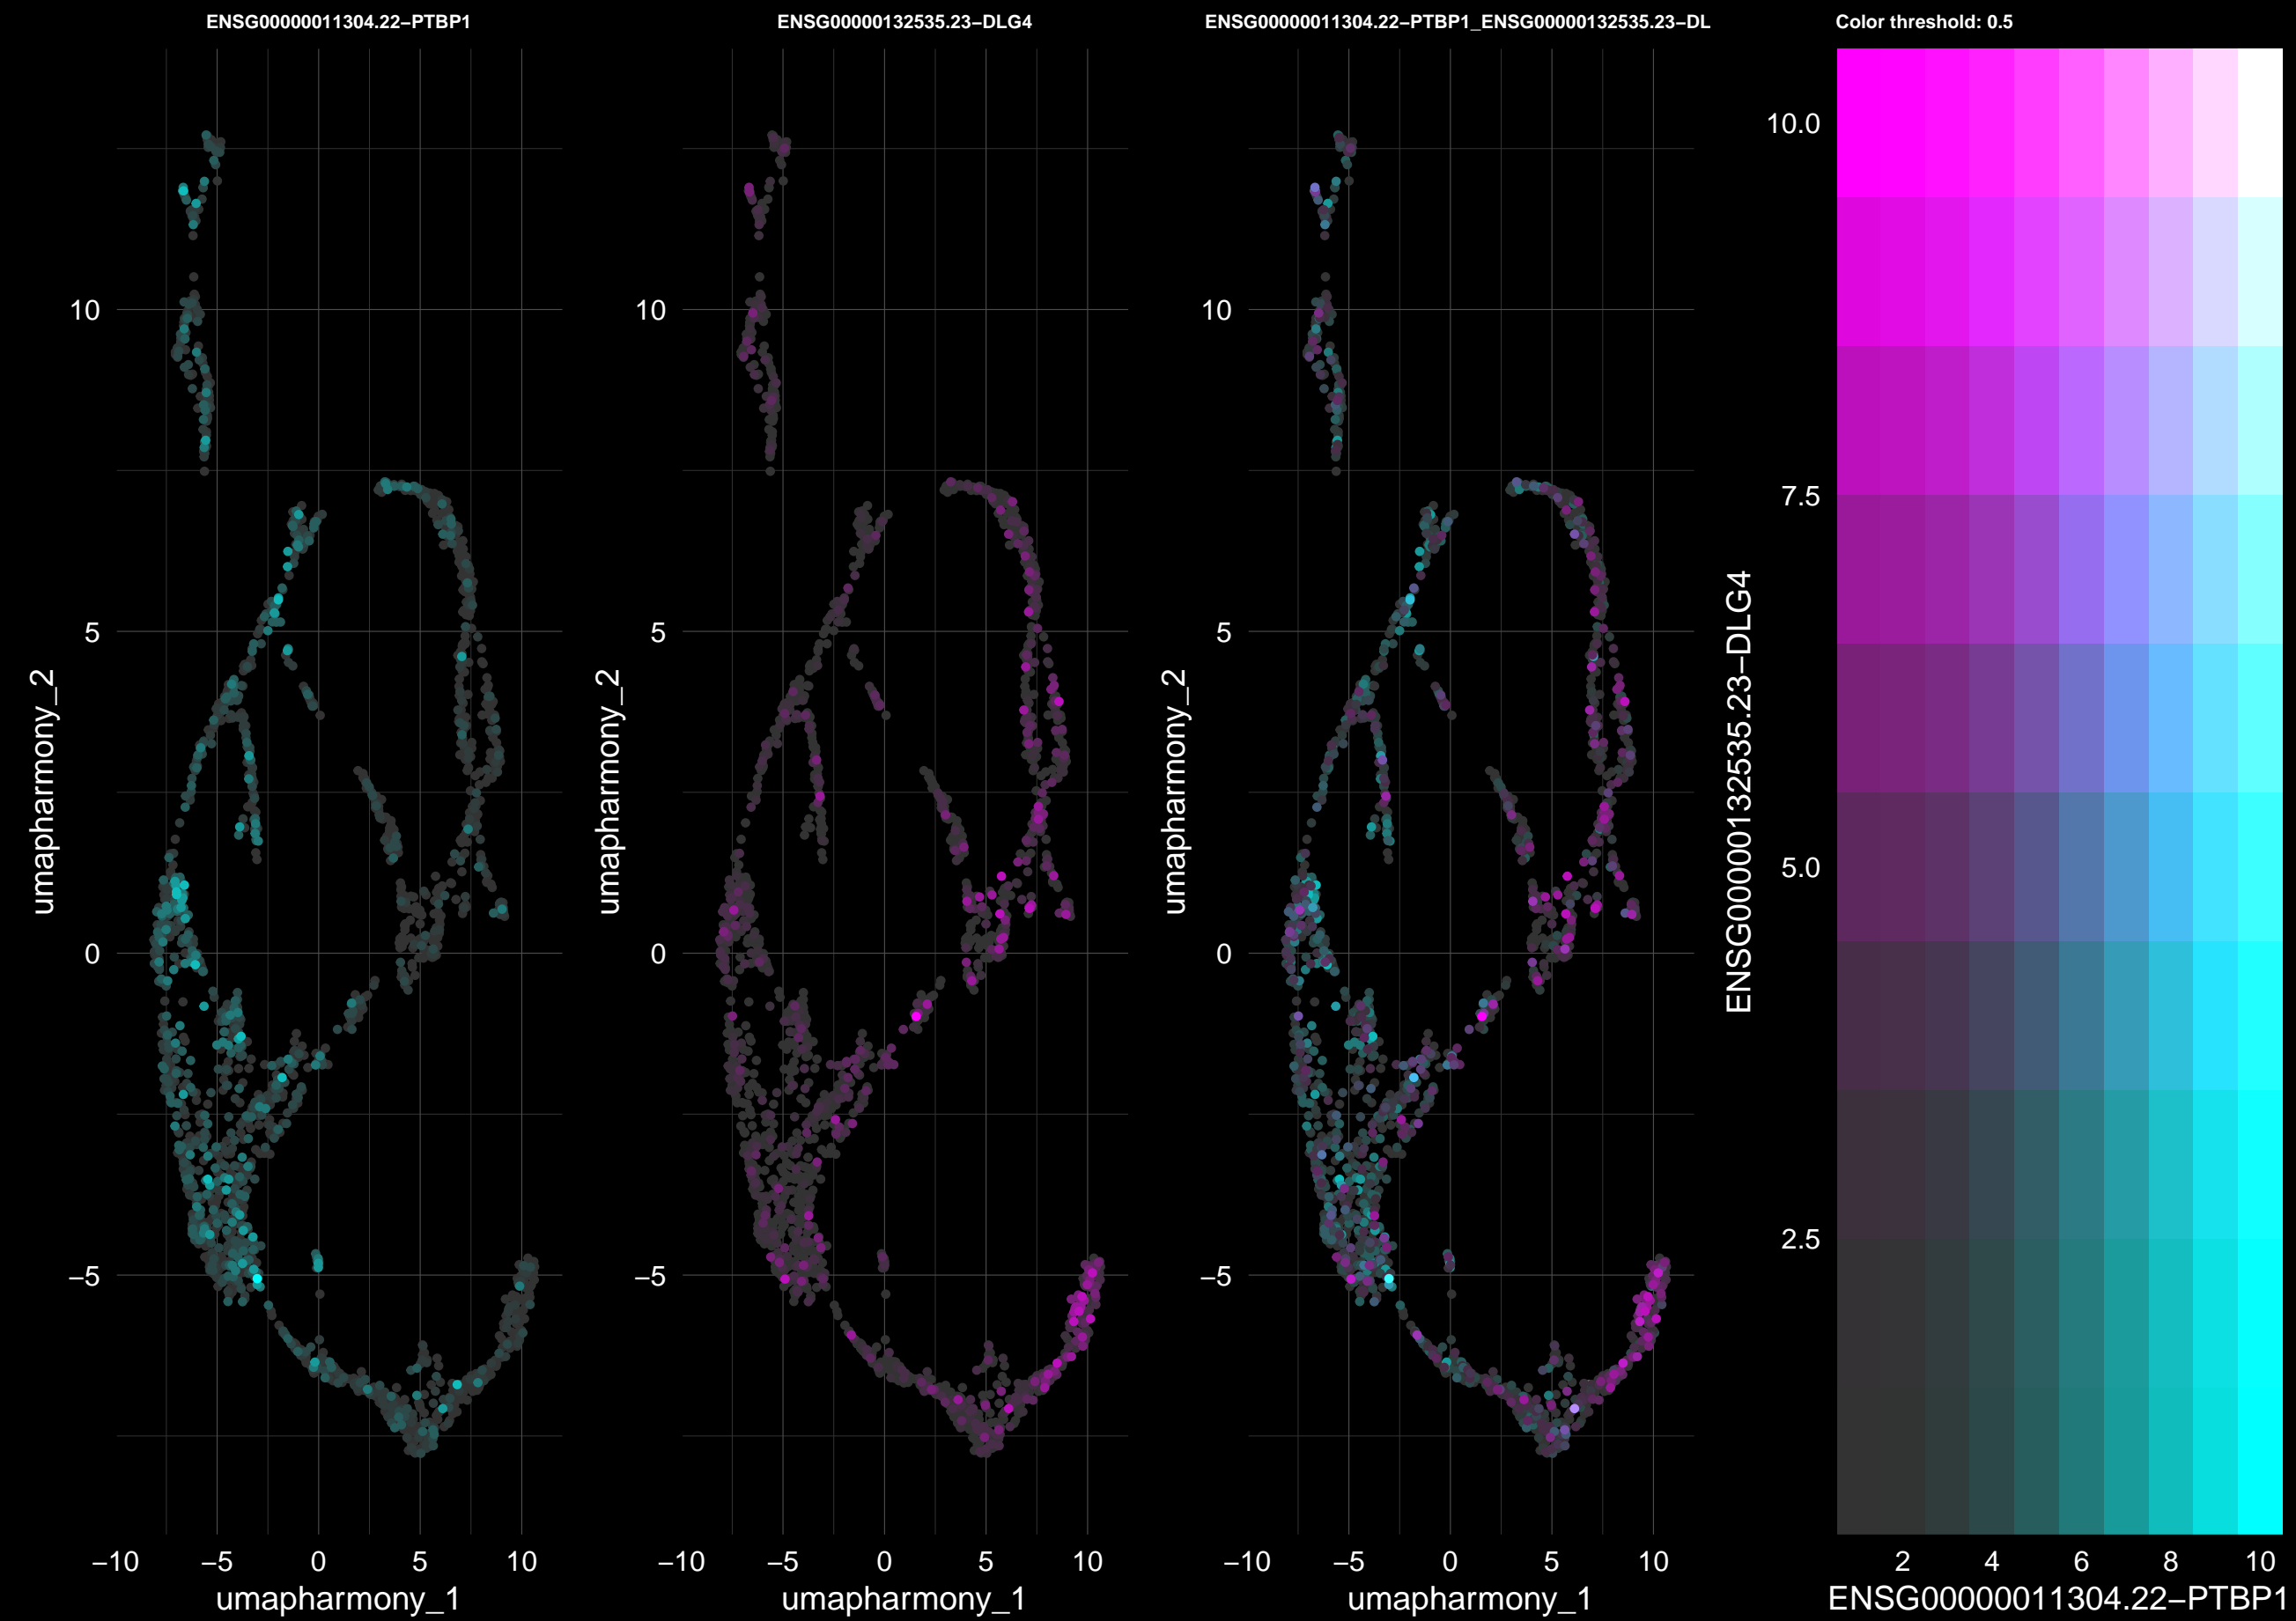 ENSG00000011304.22−PTBP1
ENSG00000132535.23−DLG4
ENSG00000011304.22−PTBP1_ENSG00000132535.23−DL
Color threshold: 0.5
umapharmony_2
10
5
0
−5
−10 −5 0 5 10
umapharmony_1
umapharmony_2
10
5
0
−5
−10 −5 0 5 10
umapharmony_1
umapharmony_2
10
5
0
−5
−10 −5 0 5 10
umapharmony_1
ENSG00000132535.23−DLG4
10.0
7.5
5.0
2.5
2 4 6 8 10
ENSG00000011304.22−PTBP1